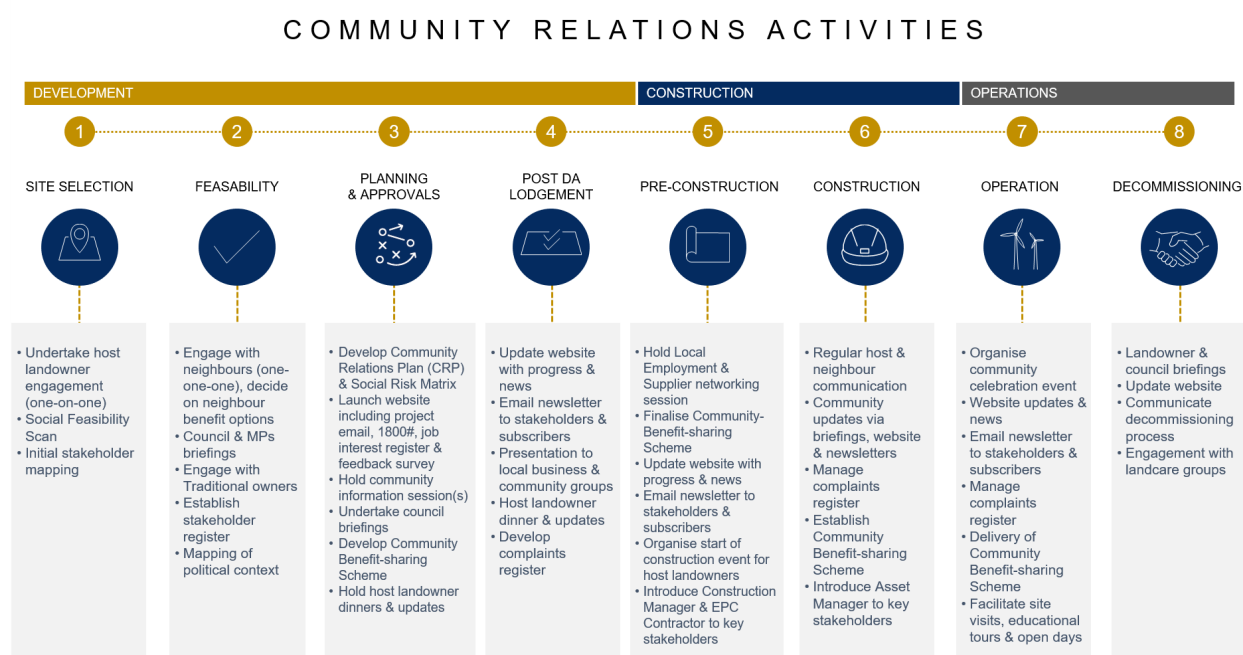 COMMUNITY RELATIONS ACTIVITIES
DEVELOPMENT
CONSTRUCTION
OPERATIONS
1
2
3
4
5
6
7
8
SITE SELECTION
FEASABILITY
PLANNING
& APPROVALS
POST DA
LODGEMENT
PRE-CONSTRUCTION
CONSTRUCTION
OPERATION
DECOMMISSIONING
• Undertake host
landowner
engagement
(one-on-one)
• Social Feasibility
Scan
• Initial stakeholder
mapping
• Engage with
neighbours (one-
one-one), decide
on neighbour
benefit options
• Council & MPs
briefings
• Engage with
Traditional owners
• Establish
stakeholder
register
• Mapping of
political context
• Develop Community
Relations Plan (CRP)
& Social Risk Matrix
• Launch website
including project
email, 1800#, job
interest register &
feedback survey
• Hold community
information session(s)
• Undertake council
briefings
• Develop Community
Benefit-sharing
Scheme
• Hold host landowner
dinners & updates
• Update website
with progress &
news
• Email newsletter
to stakeholders &
subscribers
• Presentation to
local business &
community groups
• Host landowner
dinner & updates
• Develop
complaints
register
• Hold Local
Employment &
Supplier networking
session
• Finalise Community-
Benefit-sharing
Scheme
• Update website with
progress & news
• Email newsletter to
stakeholders &
subscribers
• Organise start of
construction event for
host landowners
• Introduce Construction
Manager & EPC
Contractor to key
stakeholders
• Regular host &
neighbour
communication
• Community
updates via
briefings, website
& newsletters
• Manage
complaints
register
• Establish
Community
Benefit-sharing
Scheme
• Introduce Asset
Manager to key
stakeholders
• Organise
community
celebration event
• Website updates &
news
• Email newsletter
to stakeholders &
subscribers
• Manage
complaints
register
• Delivery of
Community
Benefit-sharing
Scheme
• Facilitate site
visits, educational
tours & open days
• Landowner &
council briefings
• Update website
• Communicate
decommissioning
process
• Engagement with
landcare groups